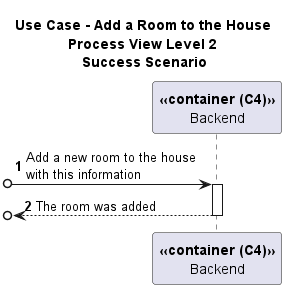 Use Case - Add a Room to the House
Process View Level 2
Success Scenario
«container (C4)»
Backend
1 Add a new room to the house
with this information
2 The room was added
«container (C4)»
Backend